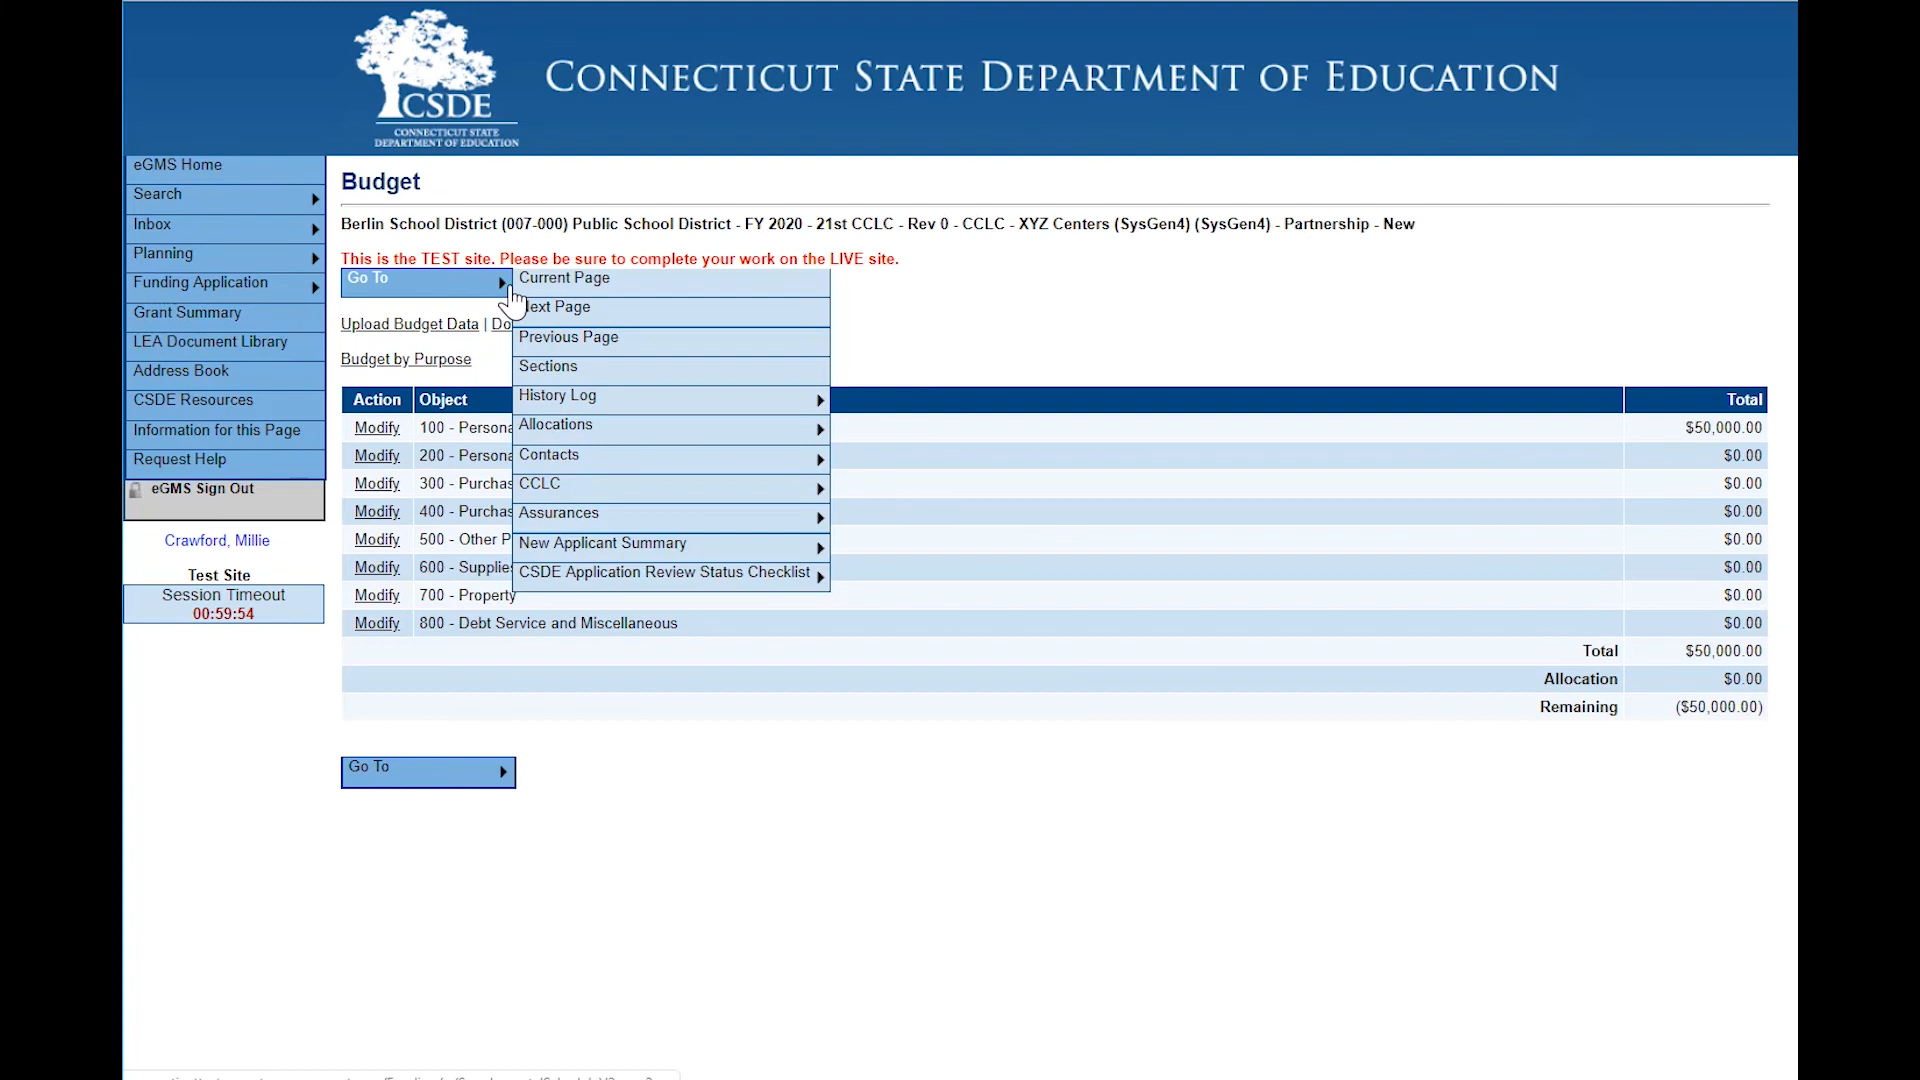 CSDE
CONNECTICUT STATE
DEPARTMENT OF EDUCATION
CONNECTICUT STATE DEPARTMENT OF EDUCATION
eGMS Home
Search
Inbox
Planning
Funding Application
Grant Summary
LEA Document Library
Address Book
CSDE Resources
Information for this Page
Request Help
eGMS Sign Out
Crawford, Millie
Test Site
Session Timeout
00:59:54
Budget
Berlin School District (007-000) Public School District - FY 2020 - 21st CCLC - Rev 0 - CCLC - XYZ Centers (SysGen4) (SysGen4) - Partnership - New
This is the TEST site. Please be sure to complete your work on the LIVE site.
Go To
Current Page
Next Page
Previous Page
Sections
History Log
Allocations
Contacts
CCLC
Assurances
New Applicant Summary
CSDE Application Review Status Checklist
Upload Budget Data | Do
Budget by Purpose
Action Object Total
Modify 100 - Persona $50,000.00
Modify 200 - Persona $0.00
Modify 300 - Purchas $0.00
Modify 400 - Purchas $0.00
Modify 500 - Other P $0.00
Modify 600 - Supplies $0.00
Modify 700 - Property $0.00
Modify 800 - Debt Service and Miscellaneous $0.00
Total $50,000.00
Allocation $0.00
Remaining ($50,000.00)
Go To